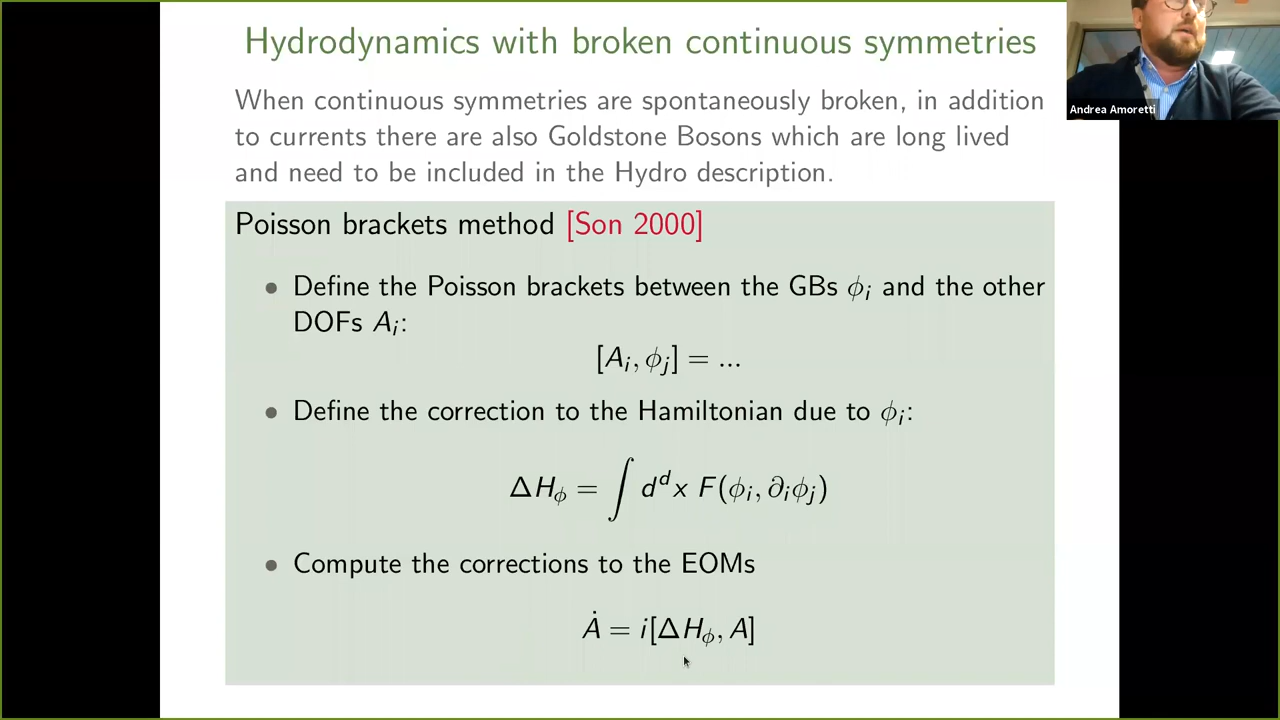 Hydrodynamics with broken continuous symmetries
When continuous symmetries are spontaneously broken, in addition
to currents there are also Goldstone Bosons which are long lived
and need to be included in the Hydro description.
Poisson brackets method [Son 2000]
• Define the Poisson brackets between the GBs ϕ_i and the other
DOFs A_i:
[A_i, ϕ_j] = ...
• Define the correction to the Hamiltonian due to ϕ_i:
ΔH_ϕ = ∫ d^d x F(ϕ_i, ∂_iϕ_j)
• Compute the corrections to the EOMs
Ȧ = i[ΔH_ϕ, A]
Andrea Amoretti